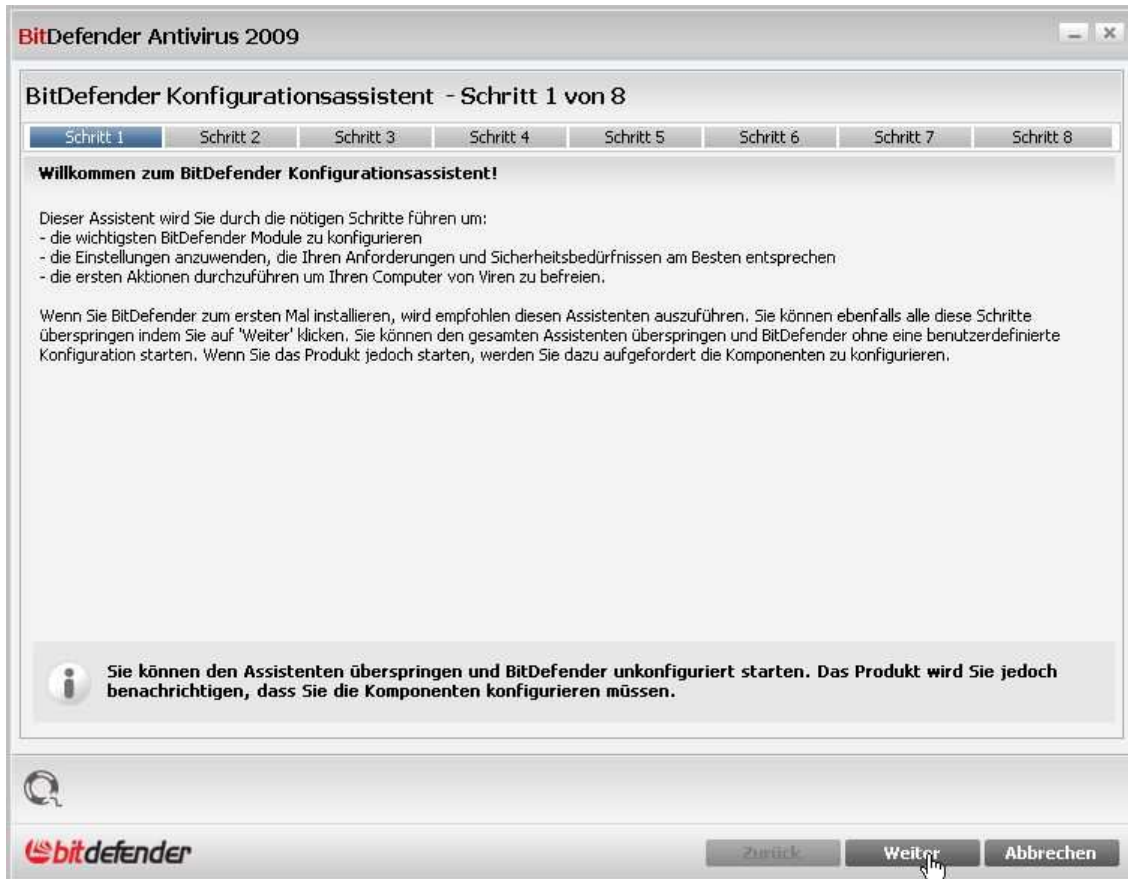 BitDefender Antivirus 2009
BitDefender Konfigurationsassistent - Schritt 1 von 8
Schritt 1 Schritt 2 Schritt 3 Schritt 4 Schritt 5 Schritt 6 Schritt 7 Schritt 8
Willkommen zum BitDefender Konfigurationsassistent!
Dieser Assistent wird Sie durch die nötigen Schritte führen um:
- die wichtigsten BitDefender Module zu konfigurieren
- die Einstellungen anzuwenden, die Ihren Anforderungen und Sicherheitsbedürfnissen am Besten entsprechen
- die ersten Aktionen durchzuführen um Ihren Computer von Viren zu befreien.
Wenn Sie BitDefender zum ersten Mal installieren, wird empfohlen diesen Assistenten auszuführen. Sie können ebenfalls alle diese Schritte
überspringen indem Sie auf 'Weiter' klicken. Sie können den gesamten Assistenten überspringen und BitDefender ohne eine benutzerdefinierte
Konfiguration starten. Wenn Sie das Produkt jedoch starten, werden Sie dazu aufgefordert die Komponenten zu konfigurieren.
Sie können den Assistenten überspringen und BitDefender unkonfiguriert starten. Das Produkt wird Sie jedoch
benachrichtigen, dass Sie die Komponenten konfigurieren müssen.
bitdefender Zurück Weiter Abbrechen